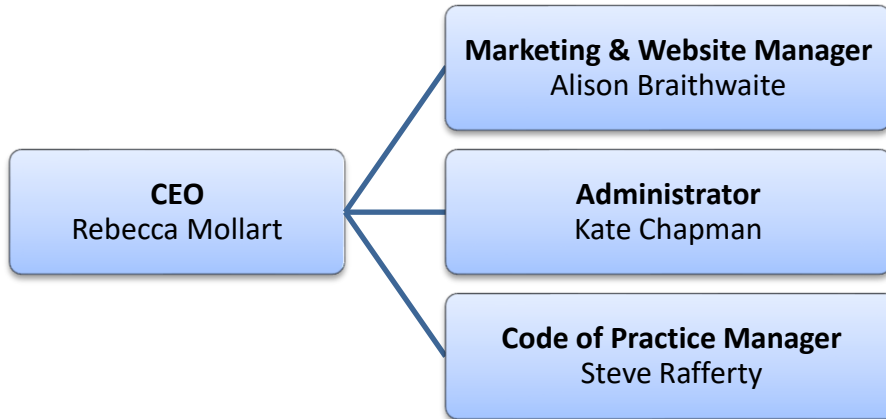 CEO
Rebecca Mollart
Marketing & Website Manager
Alison Braithwaite
Administrator
Kate Chapman
Code of Practice Manager
Steve Rafferty